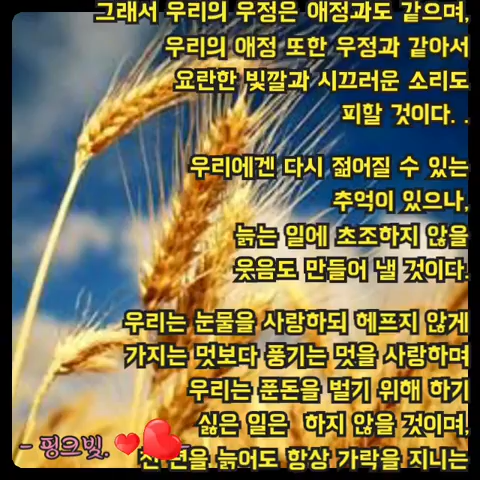 그래서 우리의 우정은 애정과도 같으며,
우리의 애정 또한 우정과 같아서
요란한 빛깔과 시끄러운 소리도
피할 것이다. .
우리에겐 다시 젊어질 수 있는
추억이 있으나,
늙는 일에 초조하지 않을
웃음도 만들어 낼 것이다.
우리는 눈물을 사랑하되 헤프지 않게
가지는 멋보다 풍기는 멋을 사랑하며
우리는 푼돈을 벌기 위해 하기
싫은 일은 하지 않을 것이며,
천 년을 늙어도 항상 가락을 지니는
- 핑크빛.